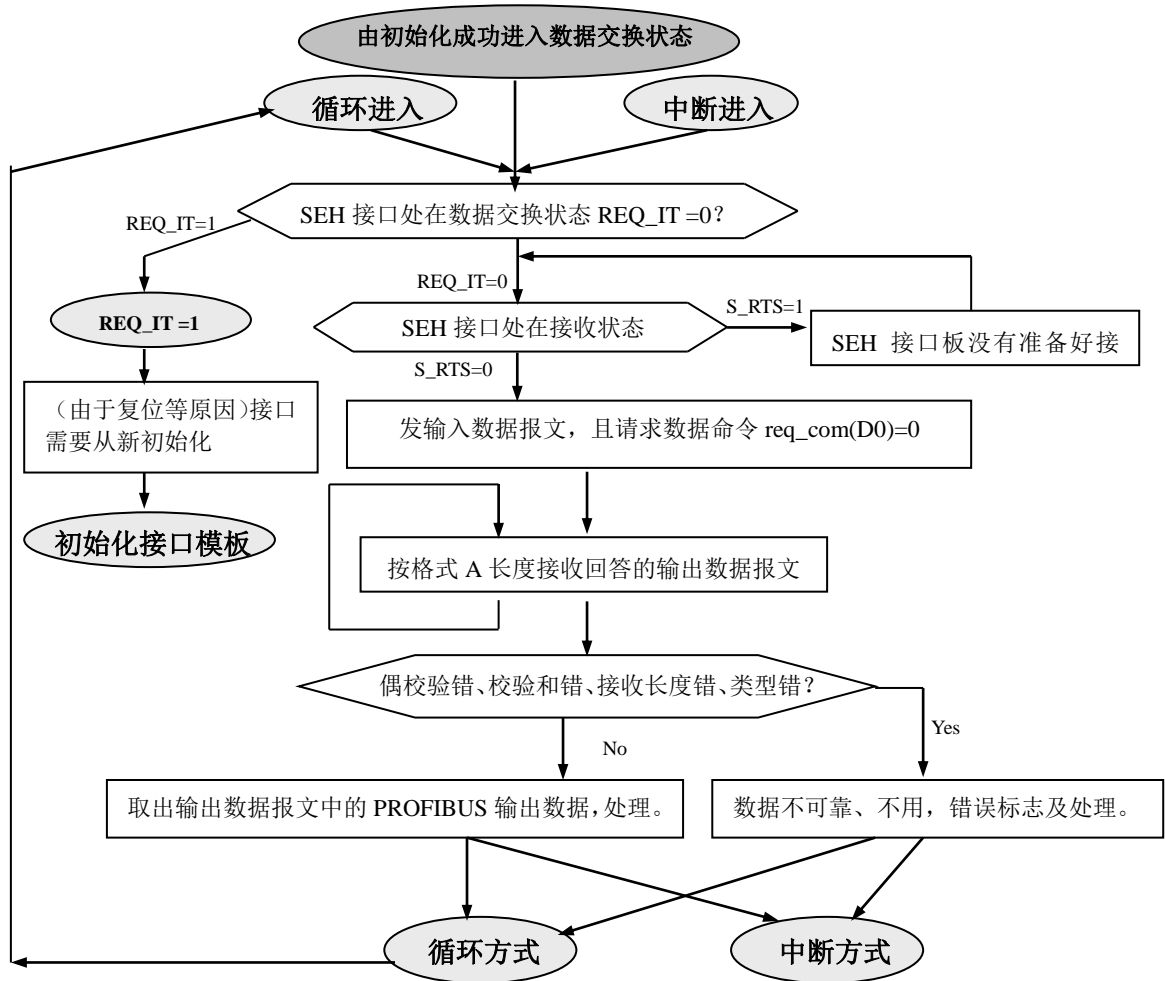 由初始化成功进入数据交换状态
循环进入
中断进入
SEH 接口处在数据交换状态 REQ_IT =0？
REQ_IT=1
REQ_IT=0
REQ_IT =1
SEH 接口处在接收状态
S_RTS=1
SEH 接口板没有准备好接
S_RTS=0
（由于复位等原因）接口
需要从新初始化
发输入数据报文，且请求数据命令 req_com(D0)=0
初始化接口模板
按格式 A 长度接收回答的输出数据报文
偶校验错、校验和错、接收长度错、类型错？
No
Yes
取出输出数据报文中的 PROFIBUS 输出数据，处理。
数据不可靠、不用，错误标志及处理。
循环方式
中断方式